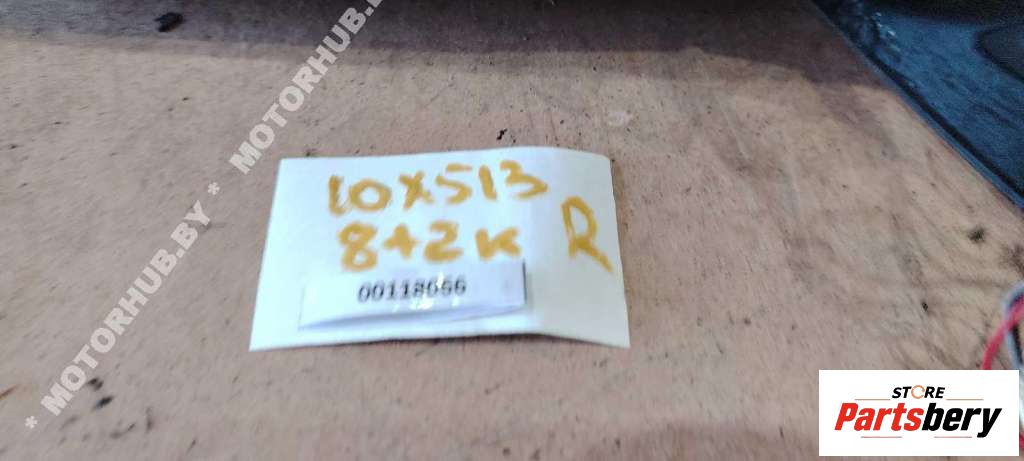 * MOTORHUB.BY * MOTORHUB.BY
10X513
8+2K R
00118066
STORE
Partsbery